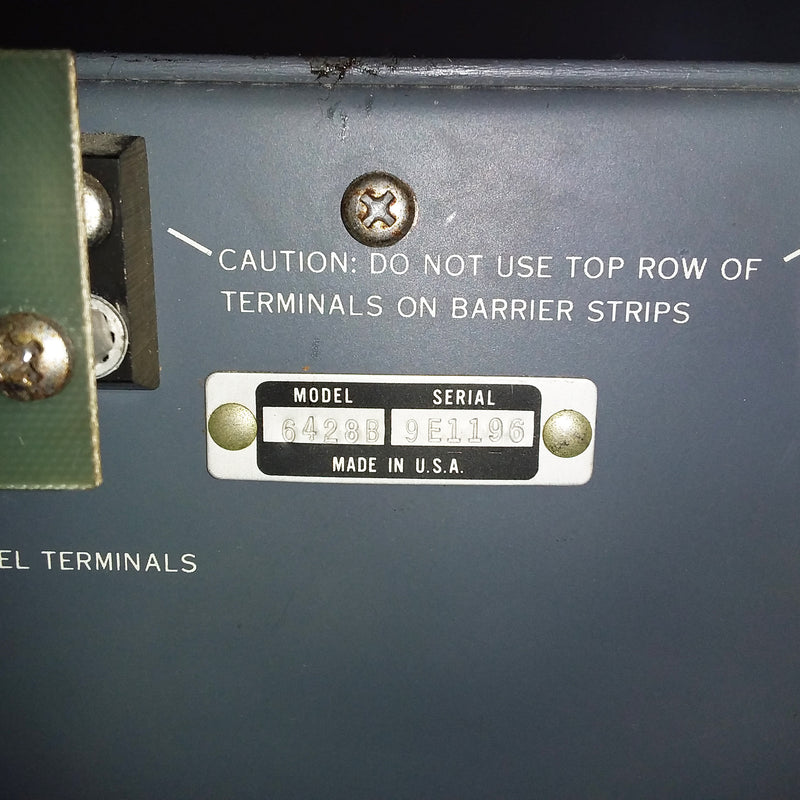 CAUTION: DO NOT USE TOP ROW OF
TERMINALS ON BARRIER STRIPS
MODEL SERIAL
6428B 9E1196
MADE IN U.S.A.
EL TERMINALS